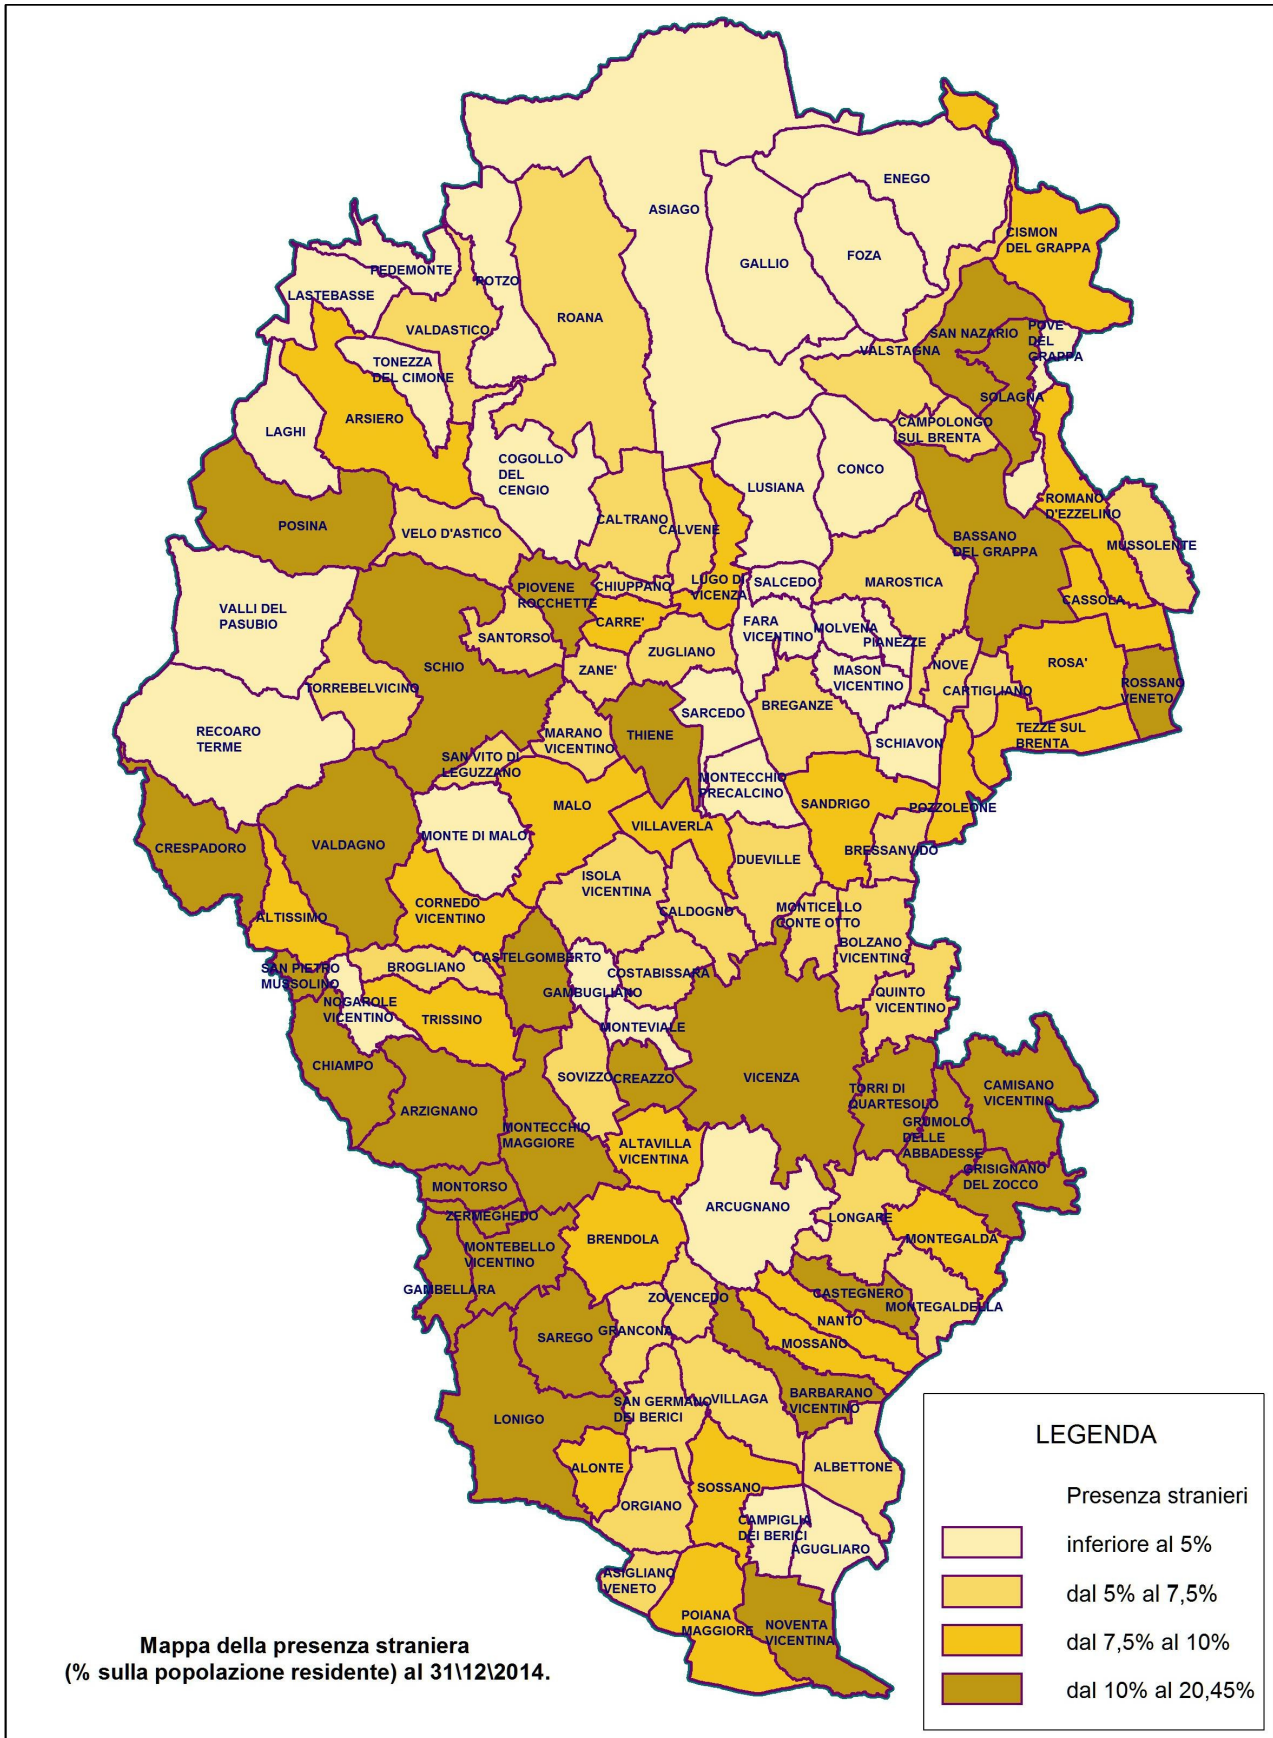 ASIAGO
ENEGO
GALLIO
FOZA
CISMON
DEL GRAPPA
PEDEMONTE
LASTEBASSE
ROTZO
ROANA
VALDASTICO
TONEZZA
DEL CIMONE
ARSIERO
LAGHI
SAN NAZARIO
POVE
DEL
GRAPPA
VALSTAGNA
SOLAGNA
CAMPOLONGO
SUL BRENTA
COGOLLO
DEL
CENGIO
LUSIANA
CONCO
POSINA
VELO D'ASTICO
CALTRANO
CALVENE
ROMANO
D'EZZELINO
BASSANO
DEL GRAPPA
MUSSOLENTE
VALLI DEL
PASUBIO
PIOVENE
ROCCHETTE
CHIUPPANO
LUGO DI
VICENZA
SALCEDO
MAROSTICA
CASSOLA
CARRE'
SANTORSO
FARA
VICENTINO
MOLVENA
PIANEZZE
SCHIO
ZUGLIANO
ZANE'
MASON
VICENTINO
NOVE
ROSA'
TORREBELVICINO
CARTIGLIANO
ROSSANO
VENETO
BREGANZE
SARCEDO
RECOARO
TERME
MARANO
VICENTINO
THIENE
SCHIAVON
TEZZE SUL
BRENTA
SAN VITO DI
LEGUZZANO
MONTECCHIO
PRECALCINO
MALO
SANDRIGO
POZZOLEONE
VILLAVERLA
MONTE DI MALO
VALDAGNO
CRESPADORO
BRESSANVIDO
DUEVILLE
ISOLA
VICENTINA
CORNEDO
VICENTINO
CALDOGNO
MONTICELLO
CONTE OTTO
ALTISSIMO
BOLZANO
VICENTINO
CASTELGOMBERTO
BROGLIANO
COSTABISSARA
SAN PIETRO
MUSSOLINO
GAMBUGLIANO
QUINTO
VICENTINO
NOGAROLE
VICENTINO
TRISSINO
MONTEVIALE
CHIAMPO
SOVIZZO
CREAZZO
VICENZA
TORRI DI
QUARTESOLO
CAMISANO
VICENTINO
ARZIGNANO
GRUMOLO
DELLE
ABBADESSE
MONTECCHIO
MAGGIORE
ALTAVILLA
VICENTINA
GRISIGNANO
DEL ZOCCO
MONTORSO
ARCUGNANO
ZERMEGHEDO
LONGARE
BRENDOLA
MONTEGALDA
MONTEBELLO
VICENTINO
GAMBELLARA
ZOVENCEDO
CASTEGNERO
MONTEGALDELLA
NANTO
GRANCONA
SAREGO
MOSSANO
BARBARANO
VICENTINO
VILLAGA
SAN GERMANO
DEI BERICI
LONIGO
ALONTE
ALBETTONE
SOSSANO
ORGIANO
CAMPIGLIA
DEI BERICI
AGUGLIARO
ASIGLIANO
VENETO
POIANA
MAGGIORE
NOVENTA
VICENTINA
LEGENDA
Presenza stranieri
inferiore al 5%
dal 5% al 7,5%
dal 7,5% al 10%
dal 10% al 20,45%
Mappa della presenza straniera
(% sulla popolazione residente) al 31\12\2014.